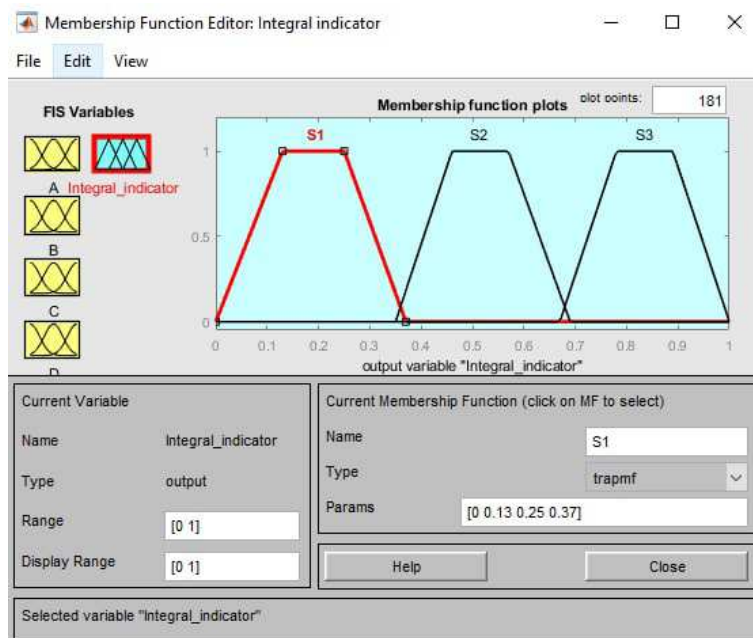 Membership Function Editor: Integral indicator
File Edit View
FIS Variables
Membership function plots
plot points: 181
A Integral_indicator
B
C
D
S1 S2 S3
1
0.5
0
0 0.1 0.2 0.3 0.4 0.5 0.6 0.7 0.8 0.9 1
output variable "Integral_indicator"
Current Variable
Name Integral_indicator
Type output
Range [0 1]
Display Range [0 1]
Current Membership Function (click on MF to select)
Name S1
Type trapmf
Params [0 0.13 0.25 0.37]
Help Close
Selected variable "Integral_indicator"